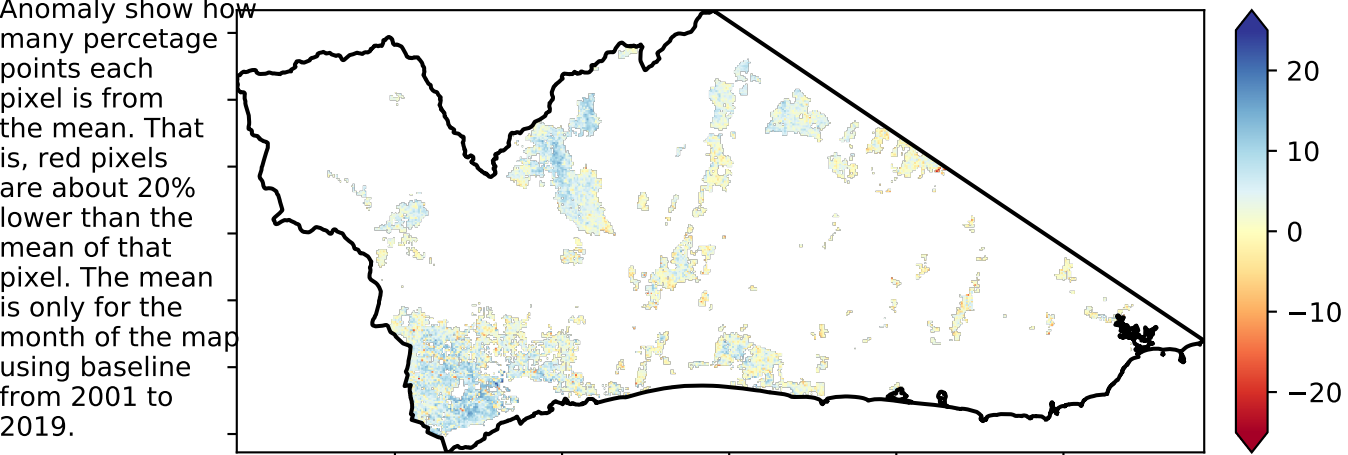 Anomaly show how
many percetage
points each
pixel is from
the mean. That
is, red pixels
are about 20%
lower than the
mean of that
pixel. The mean
is only for the
month of the map
using baseline
from 2001 to
2019.
20
10
0
−10
−20